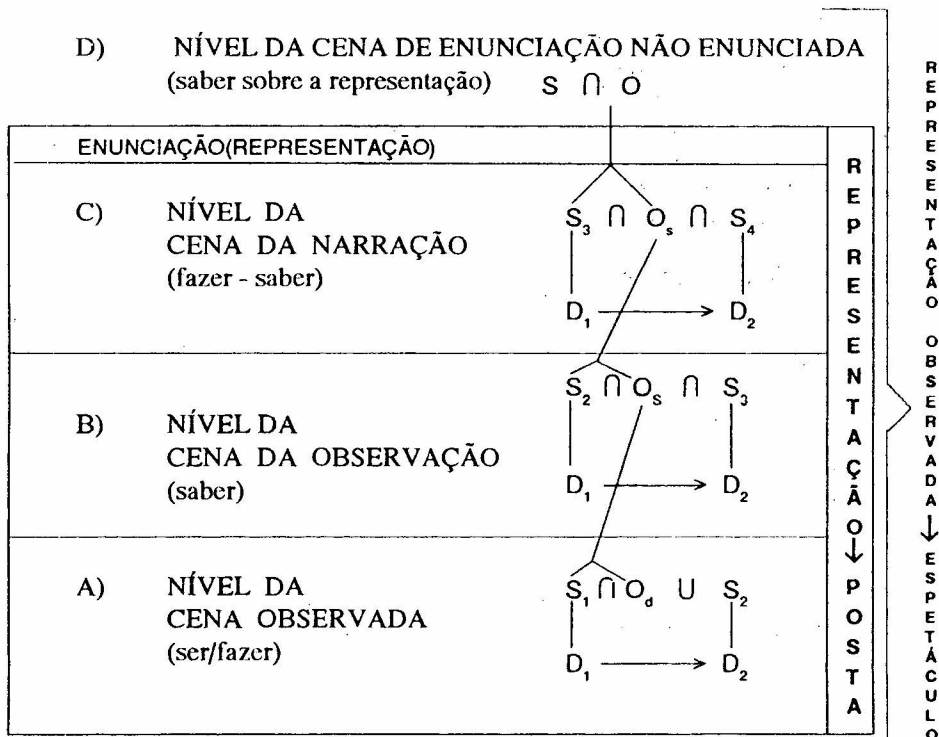 D) NÍVEL DA CENA DE ENUNCIAÇÃO NÃO ENUNCIADA
(saber sobre a representação) S ∩ O
ENUNCIAÇÃO(REPRESENTAÇÃO)
C) NÍVEL DA
CENA DA NARRAÇÃO
(fazer - saber)
S₃ ∩ Oₛ ∩ S₄
D₁ → D₂
B) NÍVEL DA
CENA DA OBSERVAÇÃO
(saber)
S₂ ∩ Oₛ ∩ S₃
D₁ → D₂
A) NÍVEL DA
CENA OBSERVADA
(ser/fazer)
S₁ ∩ O_d U S₂
D₁ → D₂
REPRESENTAÇÃO↓ POSTA
REPRESENTAÇÃO OBSERVADA ↓ ESPETÁCULO